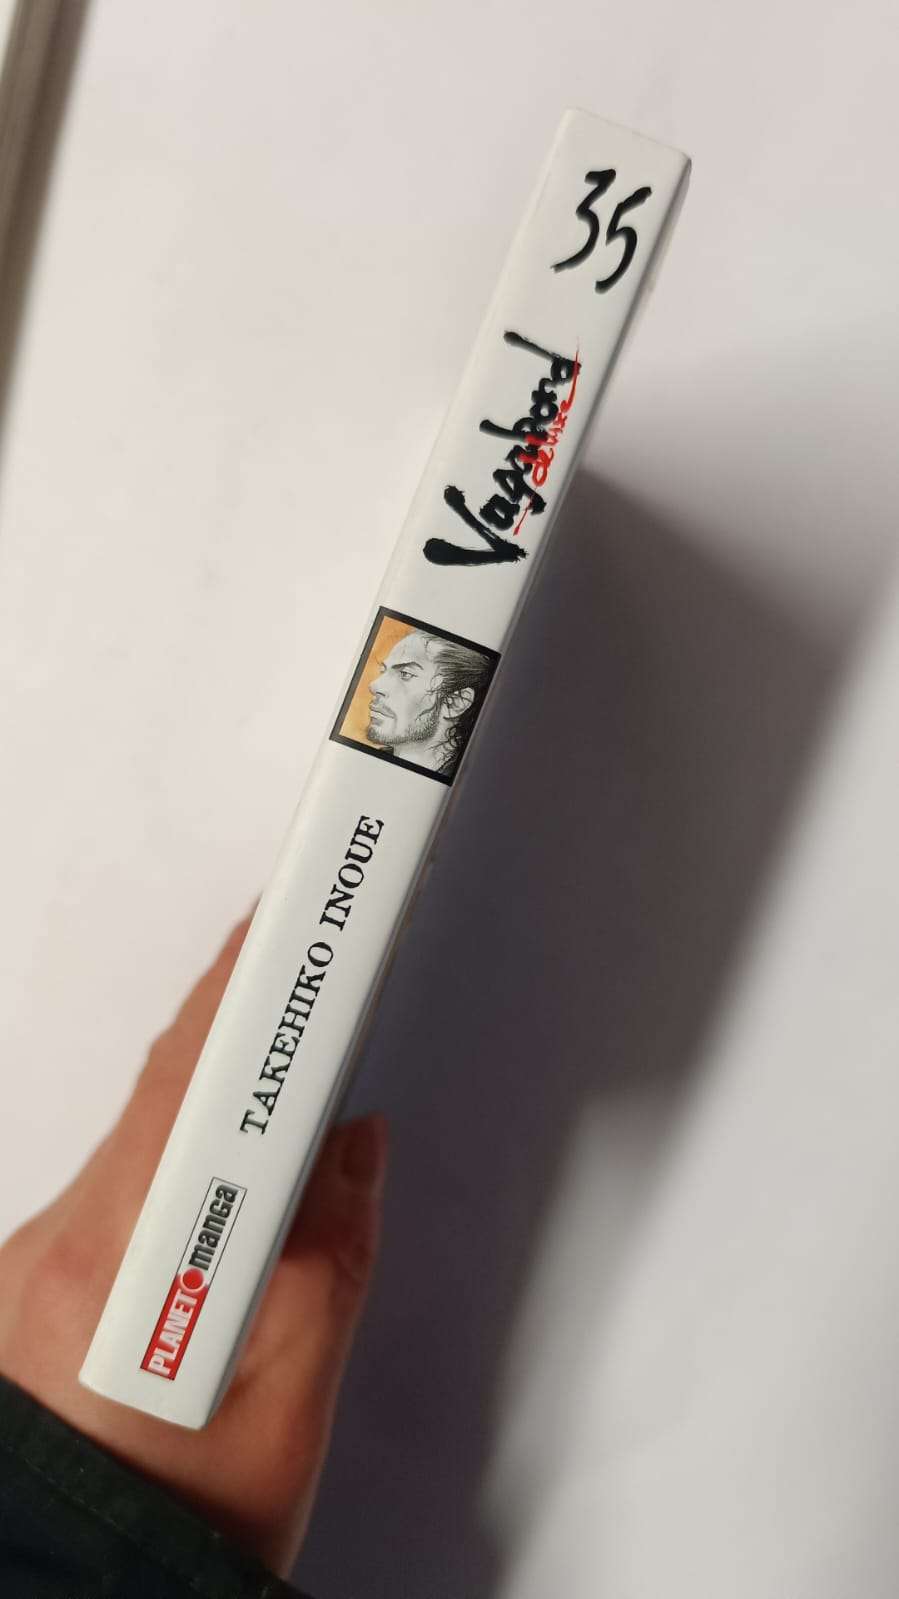 35
Vagabond
deluxe
TAKEHIKO INOUE
PLANET manga